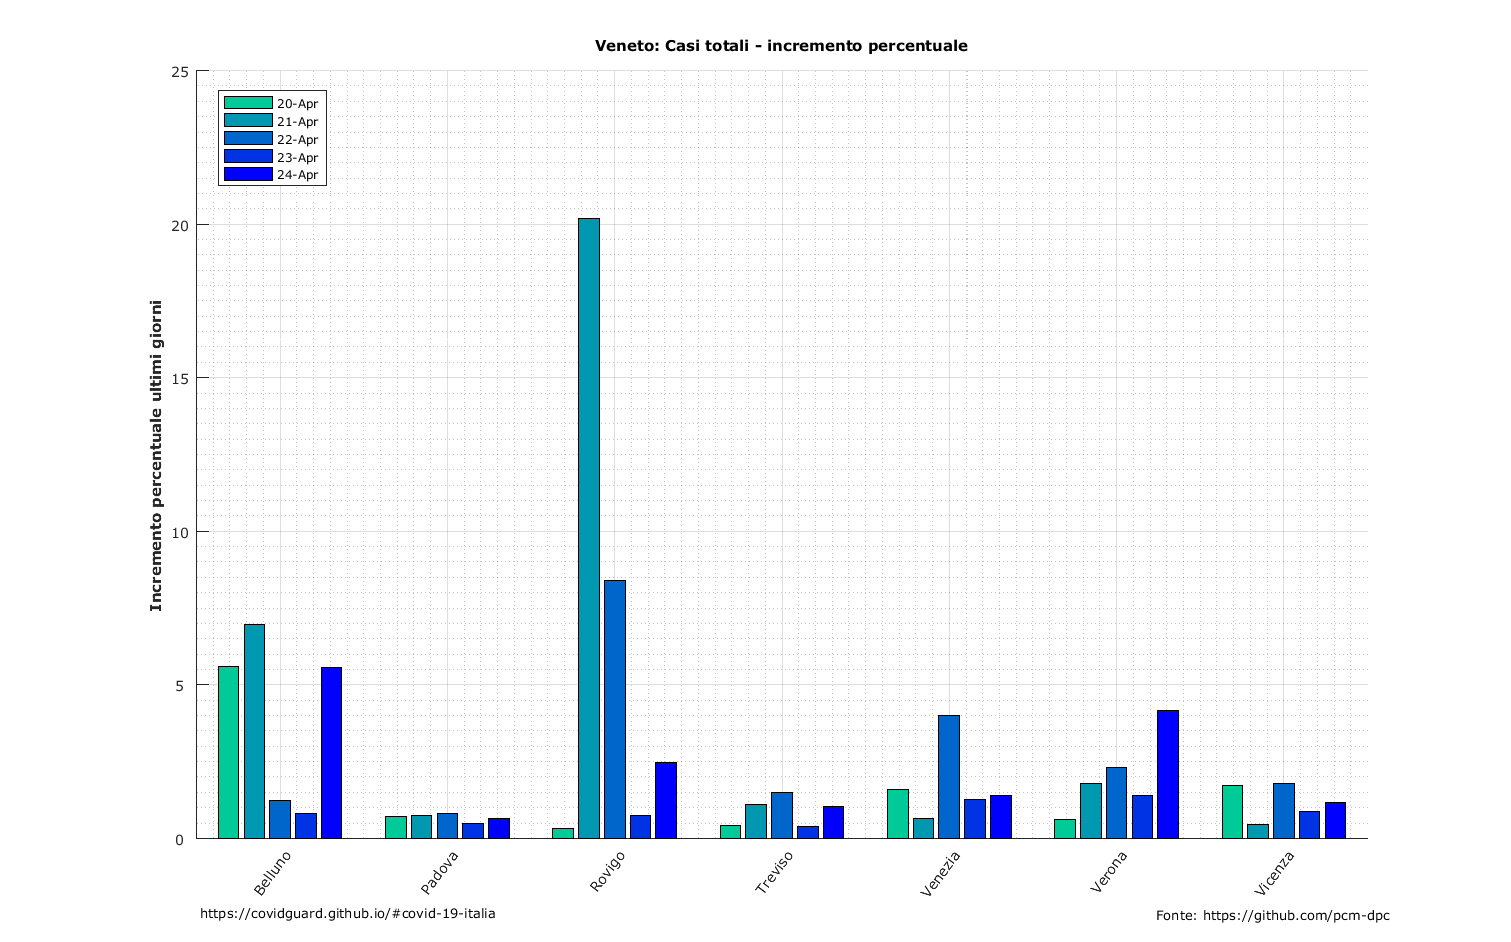 Veneto: Casi totali - incremento percentuale
Incremento percentuale ultimi giorni
25
20
15
10
5
0
20-Apr
21-Apr
22-Apr
23-Apr
24-Apr
Belluno
Padova
Rovigo
Treviso
Venezia
Verona
Vicenza
https://covidguard.github.io/#covid-19-italia
Fonte: https://github.com/pcm-dpc